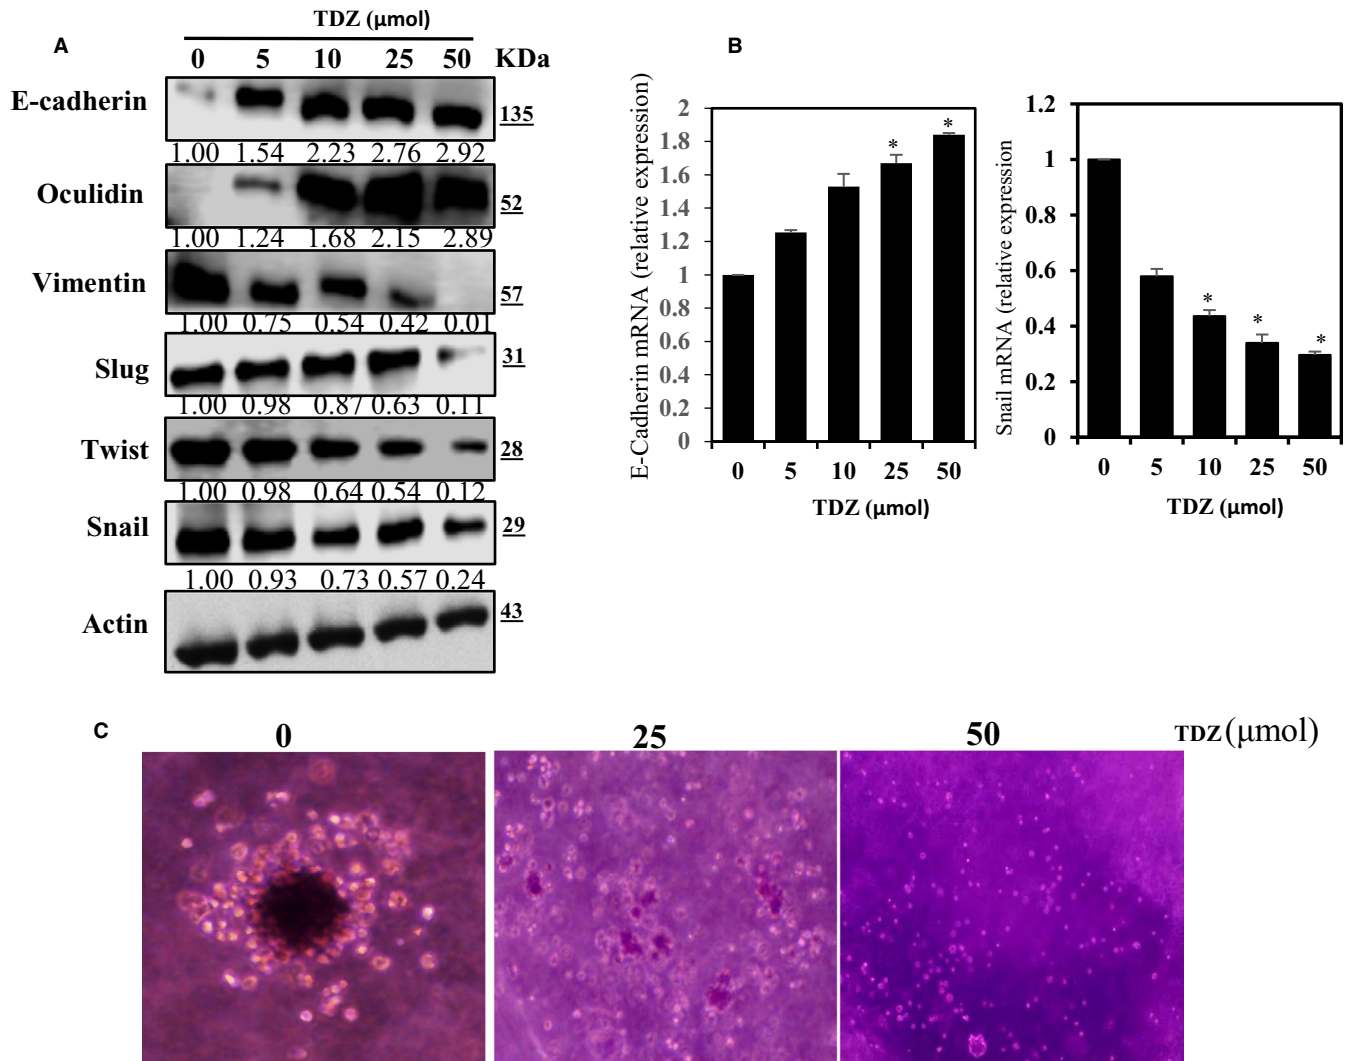 A
TDZ (µmol)
0 5 10 25 50 KDa
E-cadherin 135
1.00 1.54 2.23 2.76 2.92
Oculidin 52
1.00 1.24 1.68 2.15 2.89
Vimentin 57
1.00 0.75 0.54 0.42 0.01
Slug 31
1.00 0.98 0.87 0.63 0.11
Twist 28
1.00 0.98 0.64 0.54 0.12
Snail 29
1.00 0.93 0.73 0.57 0.24
Actin 43
B
E-Cadherin mRNA (relative expression)
2
1.8
1.6
1.4
1.2
1
0.8
0.6
0.4
0.2
0
* *
0 5 10 25 50
TDZ (µmol)
Snail mRNA (relative expression
1.2
1
0.8
0.6
0.4
0.2
0
* * *
0 5 10 25 50
TDZ (µmol)
C
0 25 50 TDZ (µmol)